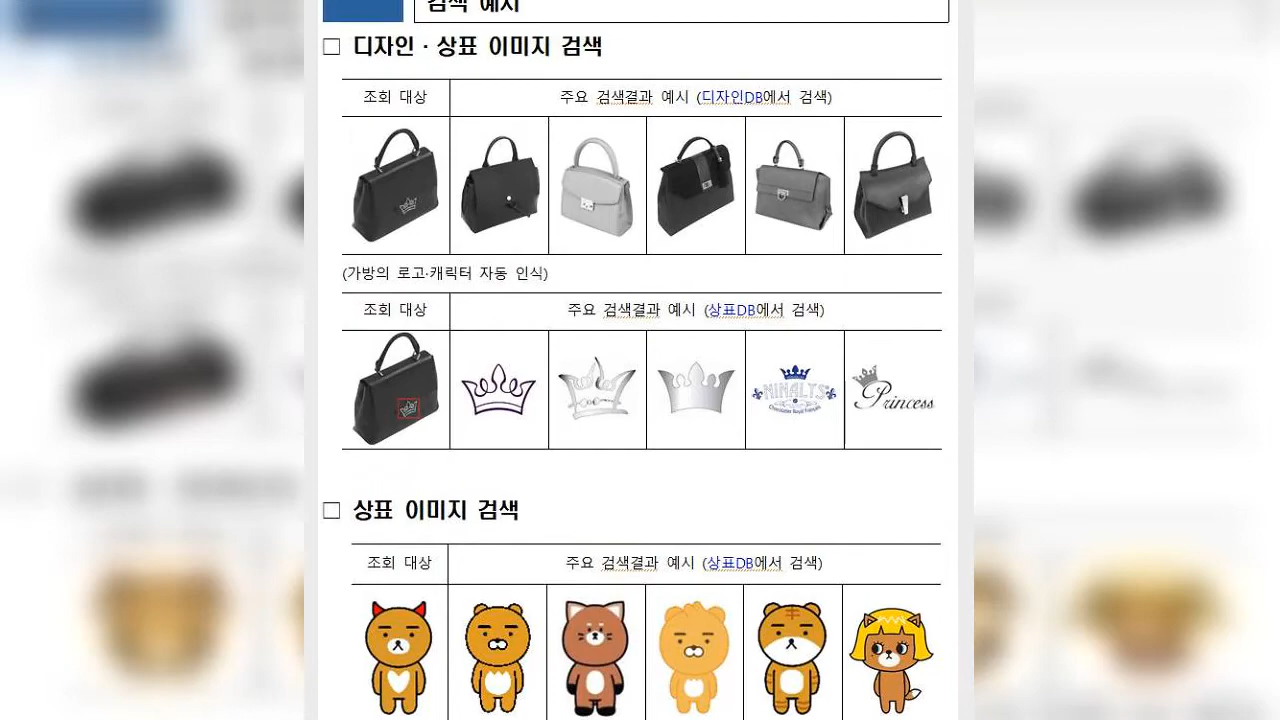 검색 예시
□ 디자인 · 상표 이미지 검색
조회 대상
주요 검색결과 예시 (디자인DB에서 검색)
(가방의 로고·캐릭터 자동 인식)
조회 대상
주요 검색결과 예시 (상표DB에서 검색)
NINALTS
Chocolatier Royal Français
Princess
□ 상표 이미지 검색
조회 대상
주요 검색결과 예시 (상표DB에서 검색)